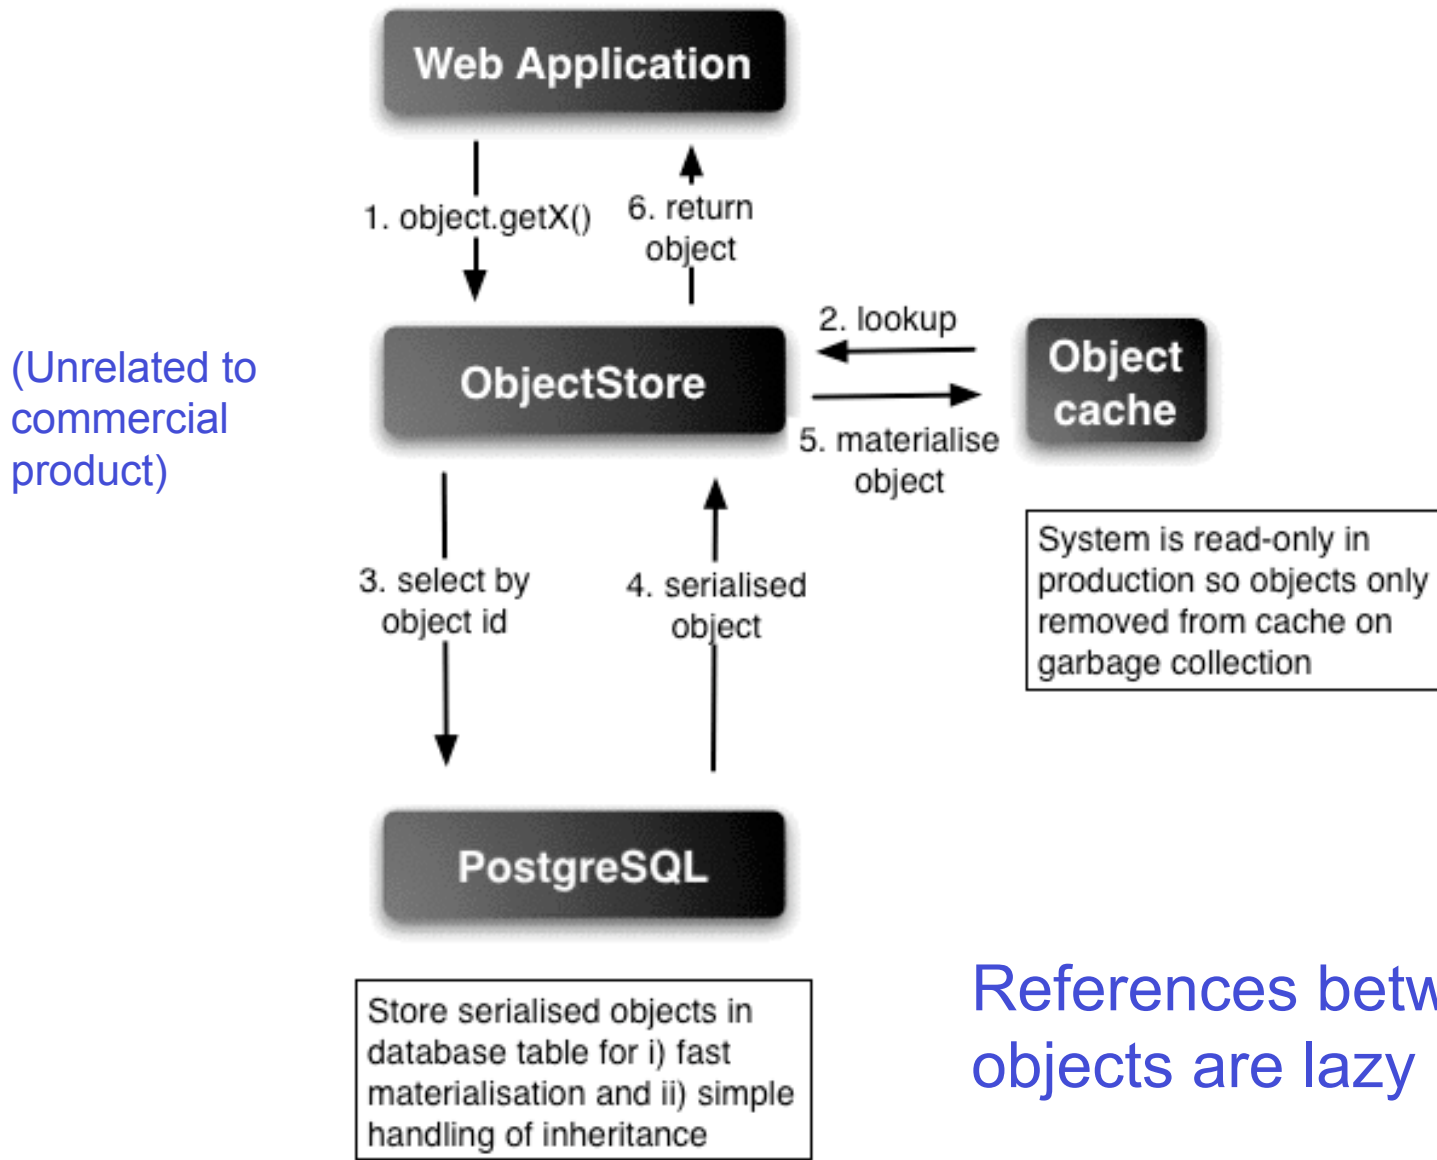 Web Application
1. object.getX()
6. return
object
2. lookup
(Unrelated to
commercial
product)
ObjectStore
Object
cache
5. materialise
object
3. select by
object id
4. serialised
object
System is read-only in
production so objects only
removed from cache on
garbage collection
PostgreSQL
Store serialised objects in
database table for i) fast
materialisation and ii) simple
handling of inheritance
References
objects are lazy